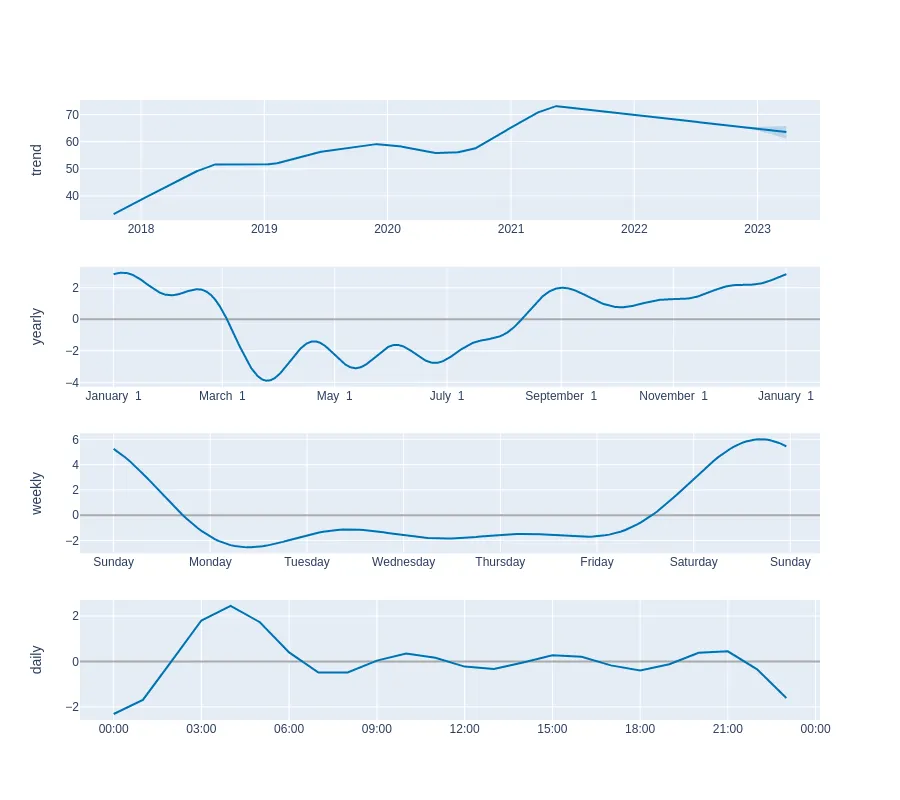 trend
70
60
50
40
2018 2019 2020 2021 2022 2023
yearly
2
0
−2
−4
January 1 March 1 May 1 July 1 September 1 November 1 January 1
weekly
6
4
2
0
−2
Sunday Monday Tuesday Wednesday Thursday Friday Saturday Sunday
daily
2
0
−2
00:00 03:00 06:00 09:00 12:00 15:00 18:00 21:00 00:00